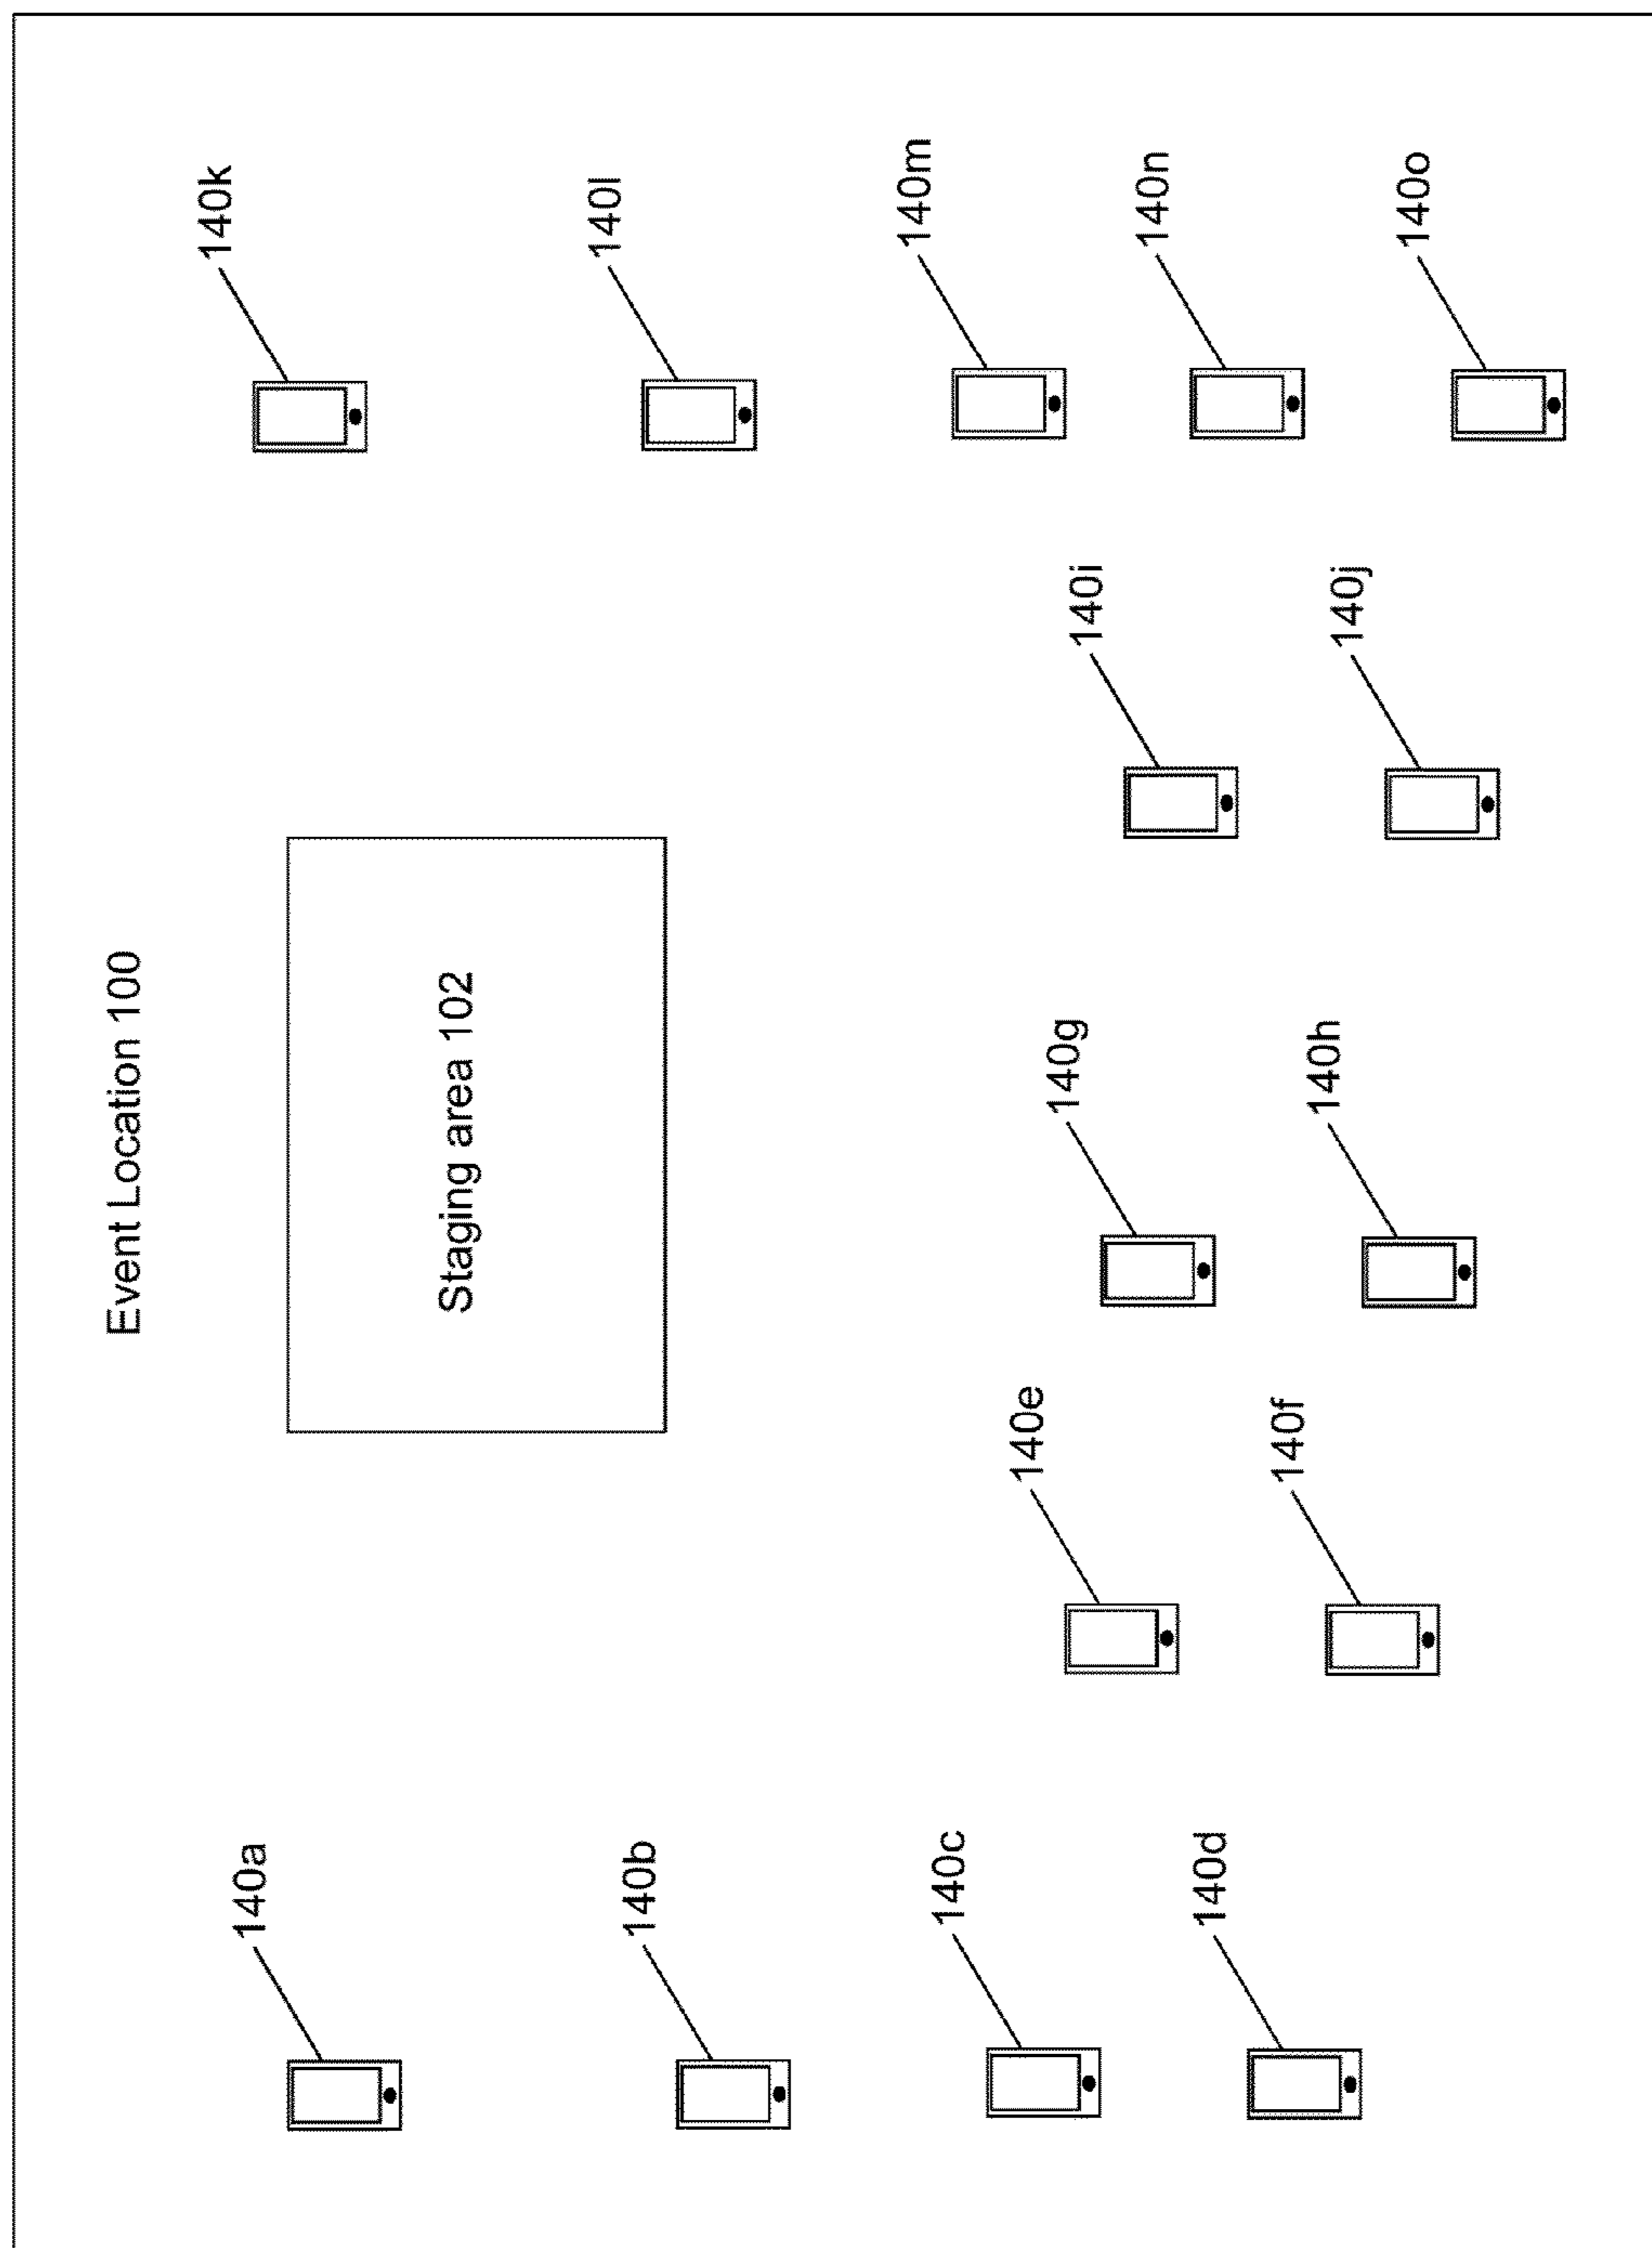 Event Location 100
Staging area 102
140a
140b
140c
140d
140e
140f
140g
140h
140i
140j
140k
140l
140m
140n
140o